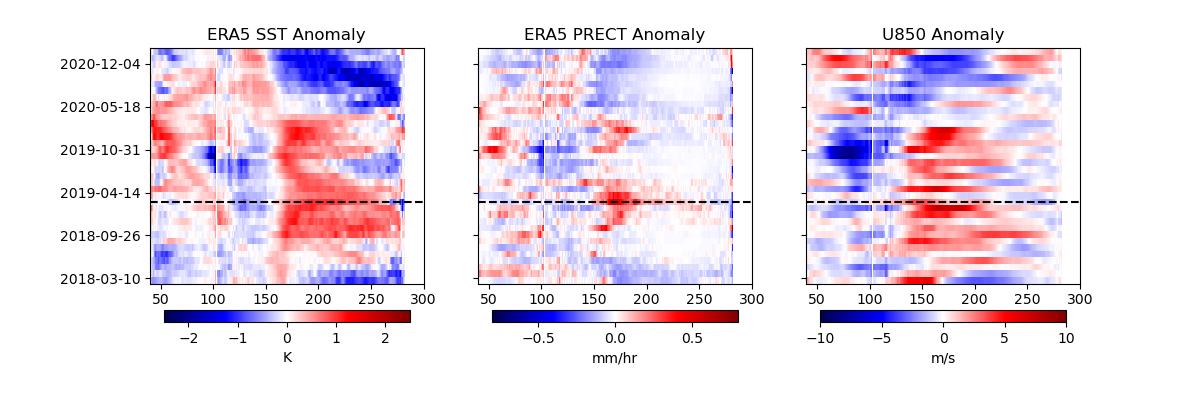 ERA5 SST Anomaly
ERA5 PRECT Anomaly
U850 Anomaly
2020-12-04
2020-05-18
2019-10-31
2019-04-14
2018-09-26
2018-03-10
50 100 150 200 250 300
50 100 150 200 250 300
50 100 150 200 250 300
−2 −1 0 1 2
−0.5 0.0 0.5
−10 −5 0 5 10
K
mm/hr
m/s